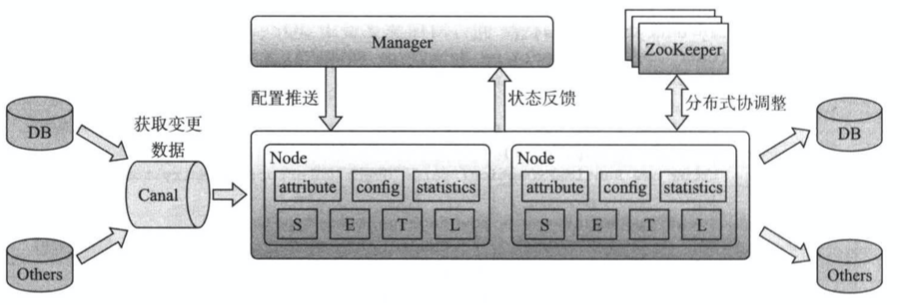 Manager
ZooKeeper
配置推送
状态反馈
分布式协调整
DB
获取变更
数据
Canal
Others
Node
attribute
config
statistics
S
E
T
L
Node
attribute
config
statistics
S
E
T
L
DB
Others